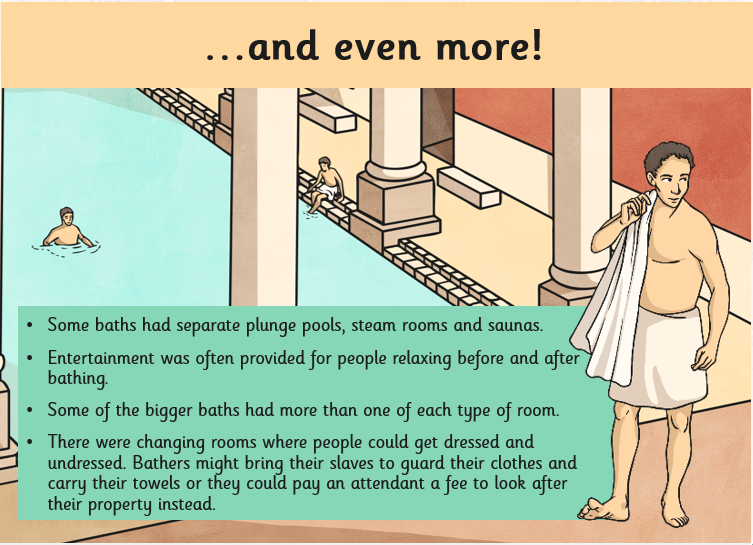 ...and even more!
• Some baths had separate plunge pools, steam rooms and saunas.
• Entertainment was often provided for people relaxing before and after
bathing.
• Some of the bigger baths had more than one of each type of room.
• There were changing rooms where people could get dressed and
undressed. Bathers might bring their slaves to guard their clothes and
carry their towels or they could pay an attendant a fee to look after
their property instead.